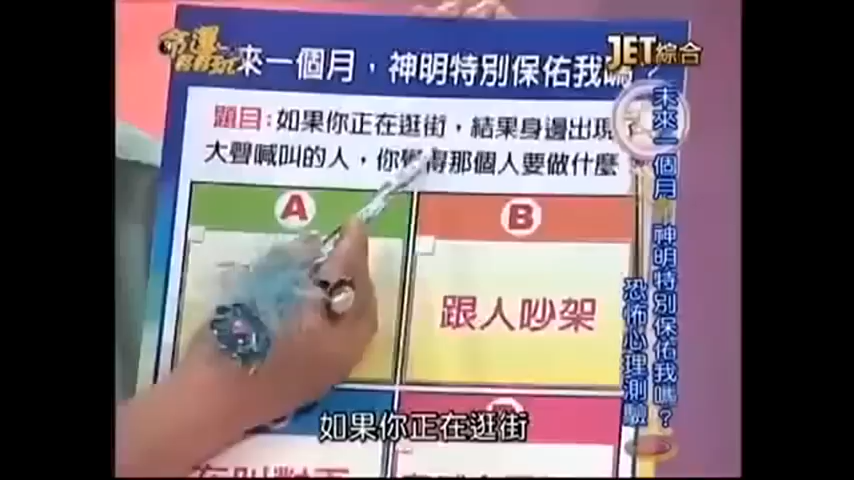 命運好好玩
JET綜合
來一個月，神明特別保佑我嗎？
題目：如果你正在逛街，結果身邊出現
大聲喊叫的人，你覺得那個人要做什麼
A
B
跟人吵架
未來一個月 神明特別保佑我嗎？
恐怖心理測驗
如果你正在逛街